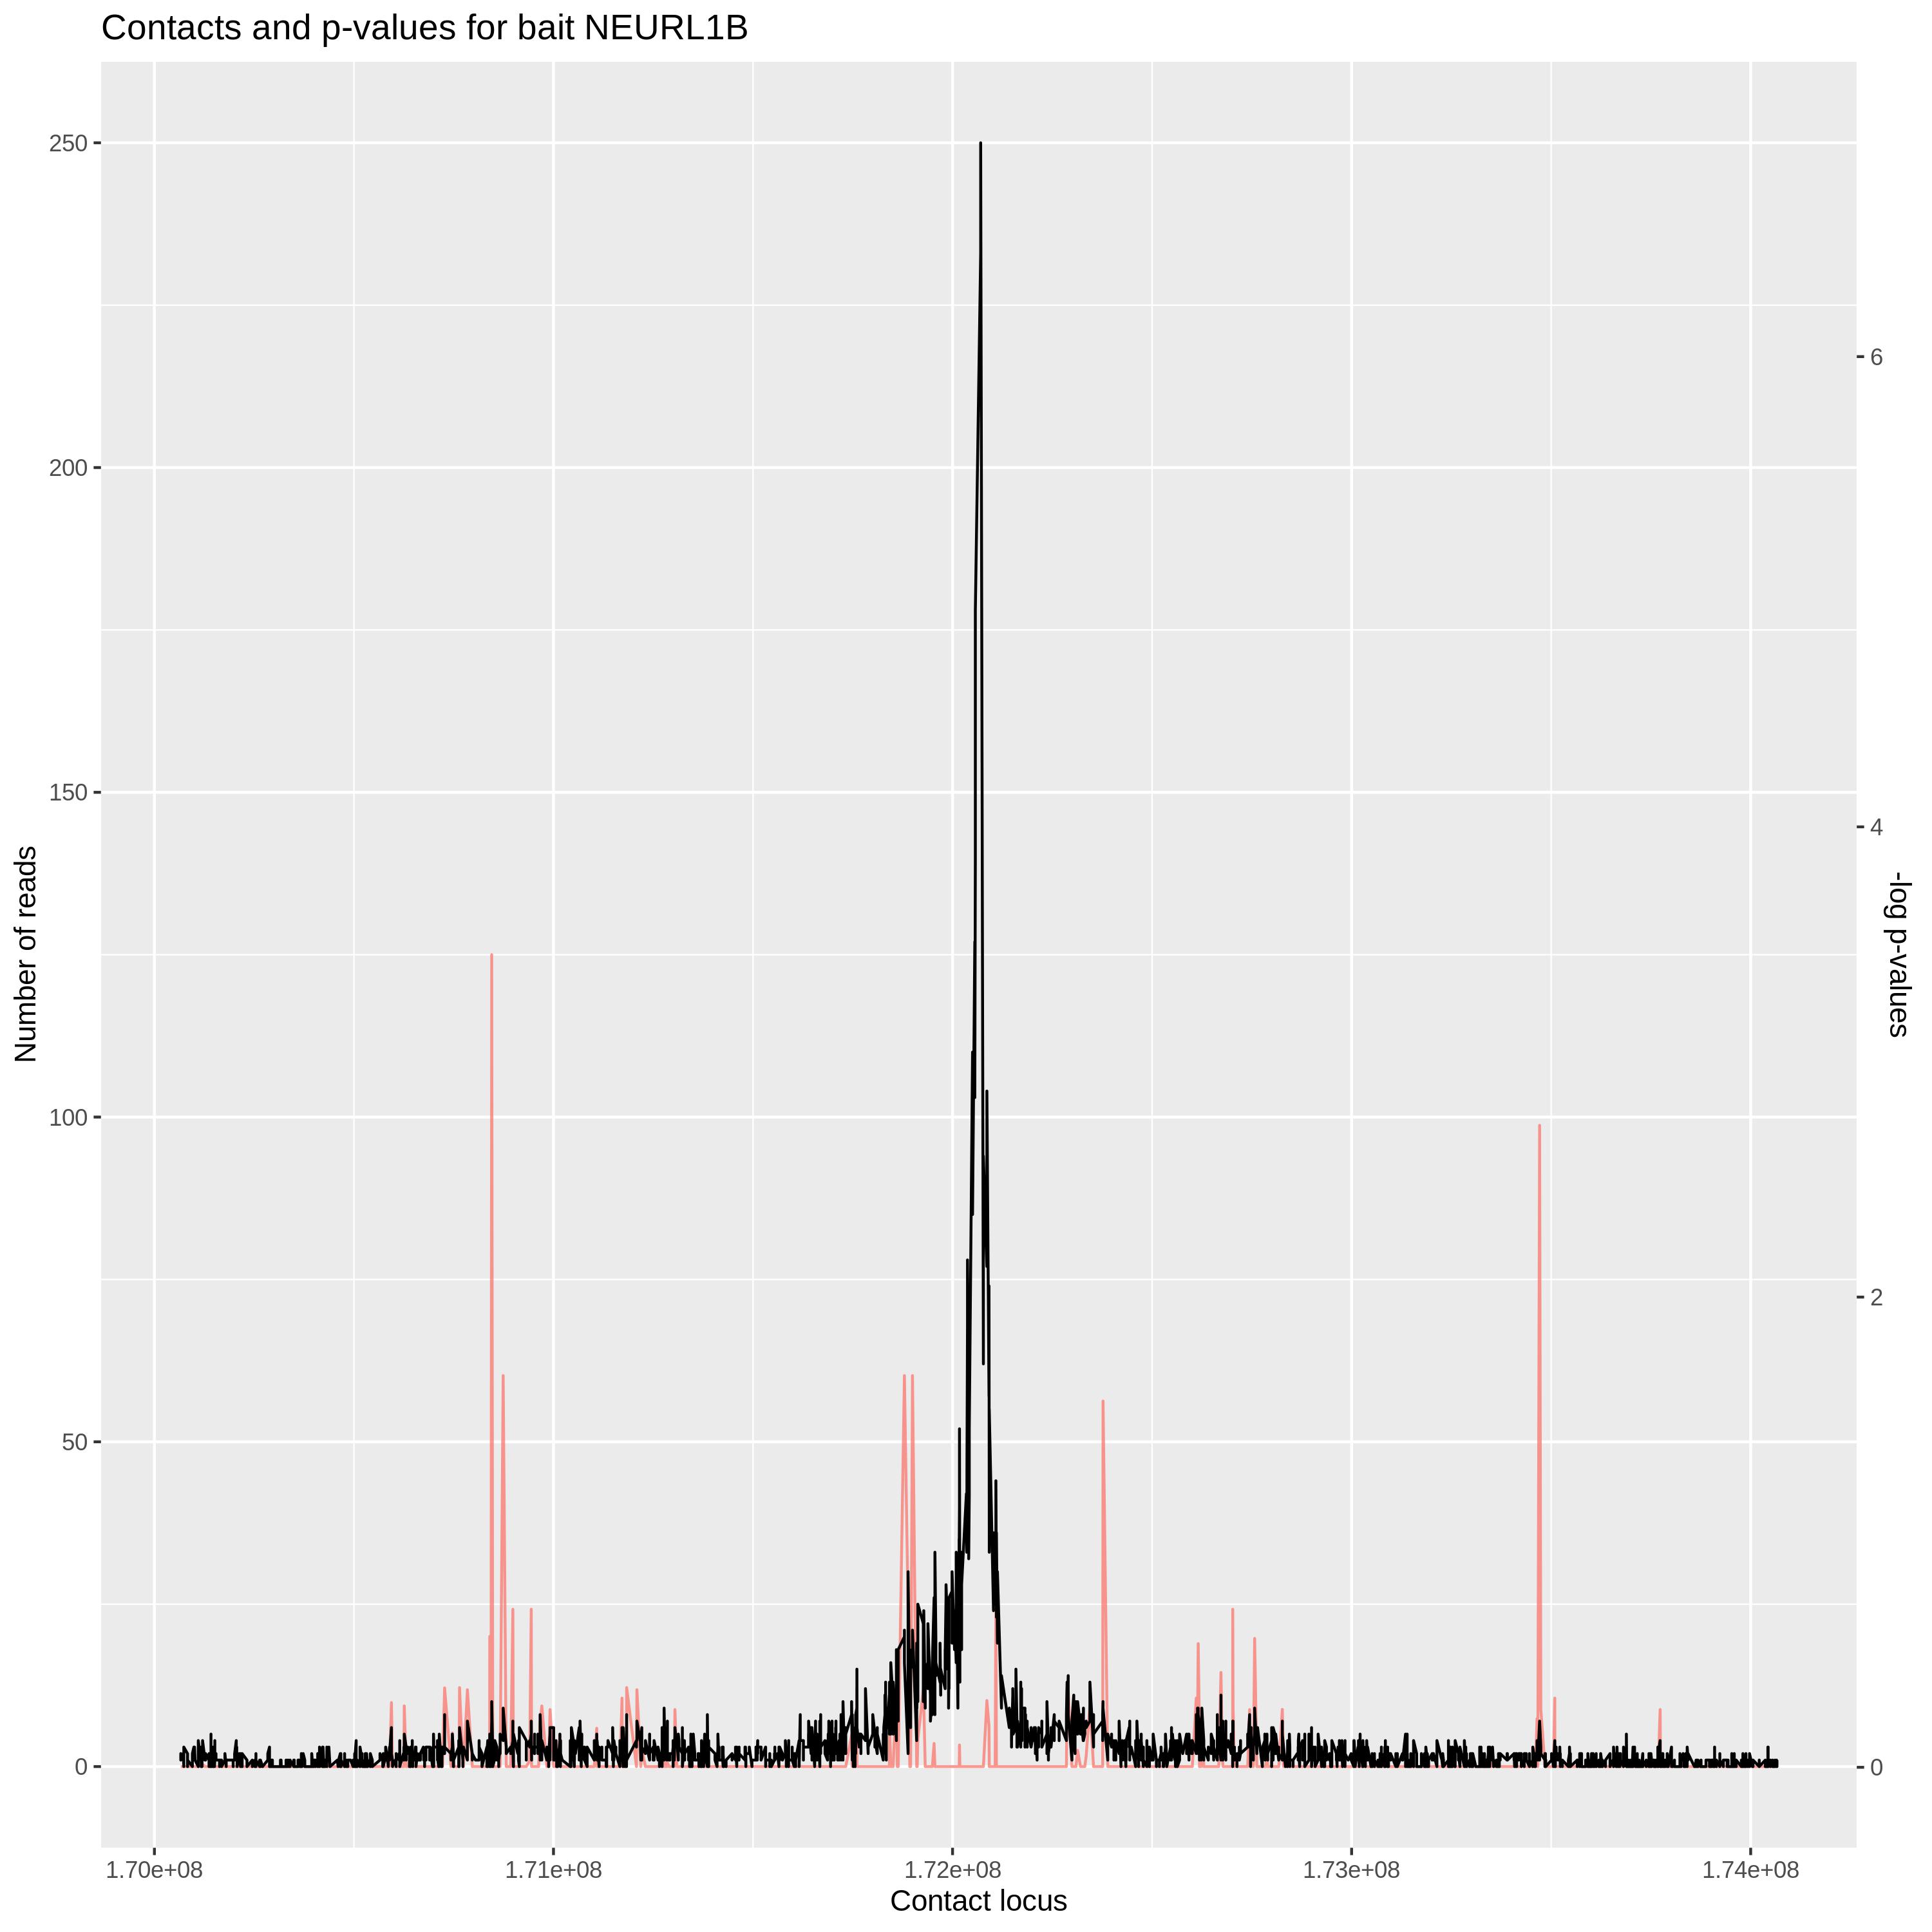 Contacts and p-values for bait NEURL1B
250
200
150
100
50
0
Number of reads
6
4
2
0
-log p-values
1.70e+08
1.71e+08
1.72e+08
1.73e+08
1.74e+08
Contact locus